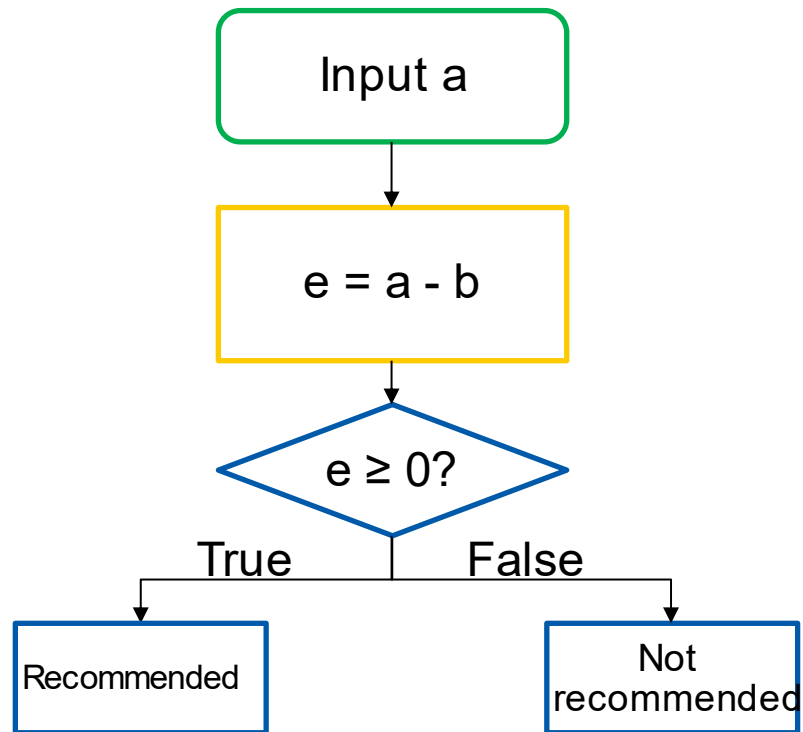 Input a
e = a - b
e ≥ 0?
True
False
Recommended
Not
recommended